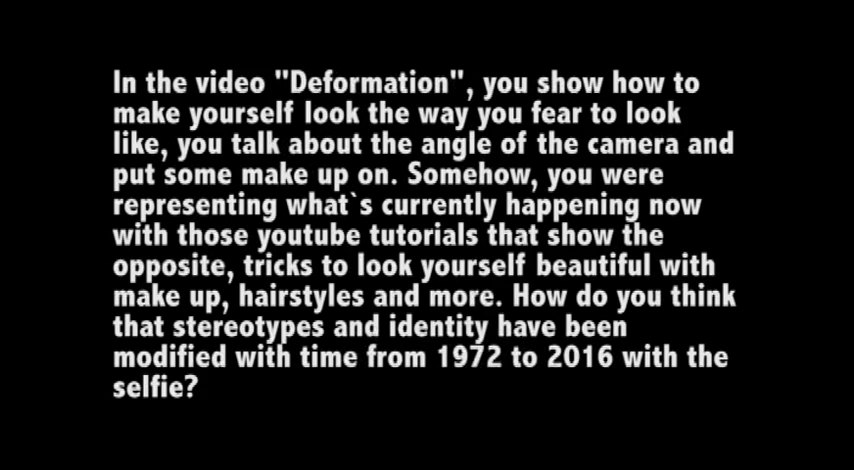 In the video "Deformation", you show how to
make yourself look the way you fear to look
like, you talk about the angle of the camera and
put some make up on. Somehow, you were
representing what`s currently happening now
with those youtube tutorials that show the
opposite, tricks to look yourself beautiful with
make up, hairstyles and more. How do you think
that stereotypes and identity have been
modified with time from 1972 to 2016 with the
selfie?